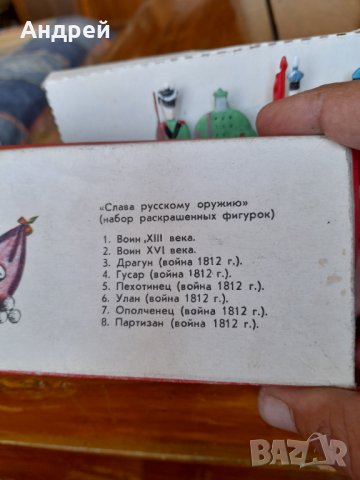 Андрей
«Слава русскому оружию»
(набор раскрашенных фигурок)
1. Воин XIII века.
2. Воин XVI века.
3. Драгун (война 1812 г.).
4. Гусар (война 1812 г.).
5. Пехотинец (война 1812 г.).
6. Улан (война 1812 г.).
7. Ополченец (война 1812 г.).
8. Партизан (война 1812 г.).
BAZAR
bg